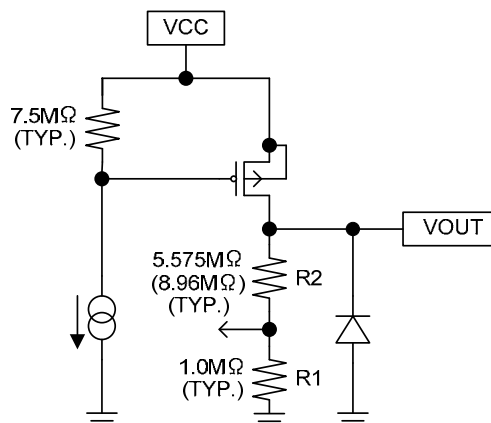 VCC
7.5MΩ
(TYP.)
VOUT
5.575MΩ
(8.96MΩ)
(TYP.)
R2
1.0MΩ
(TYP.)
R1